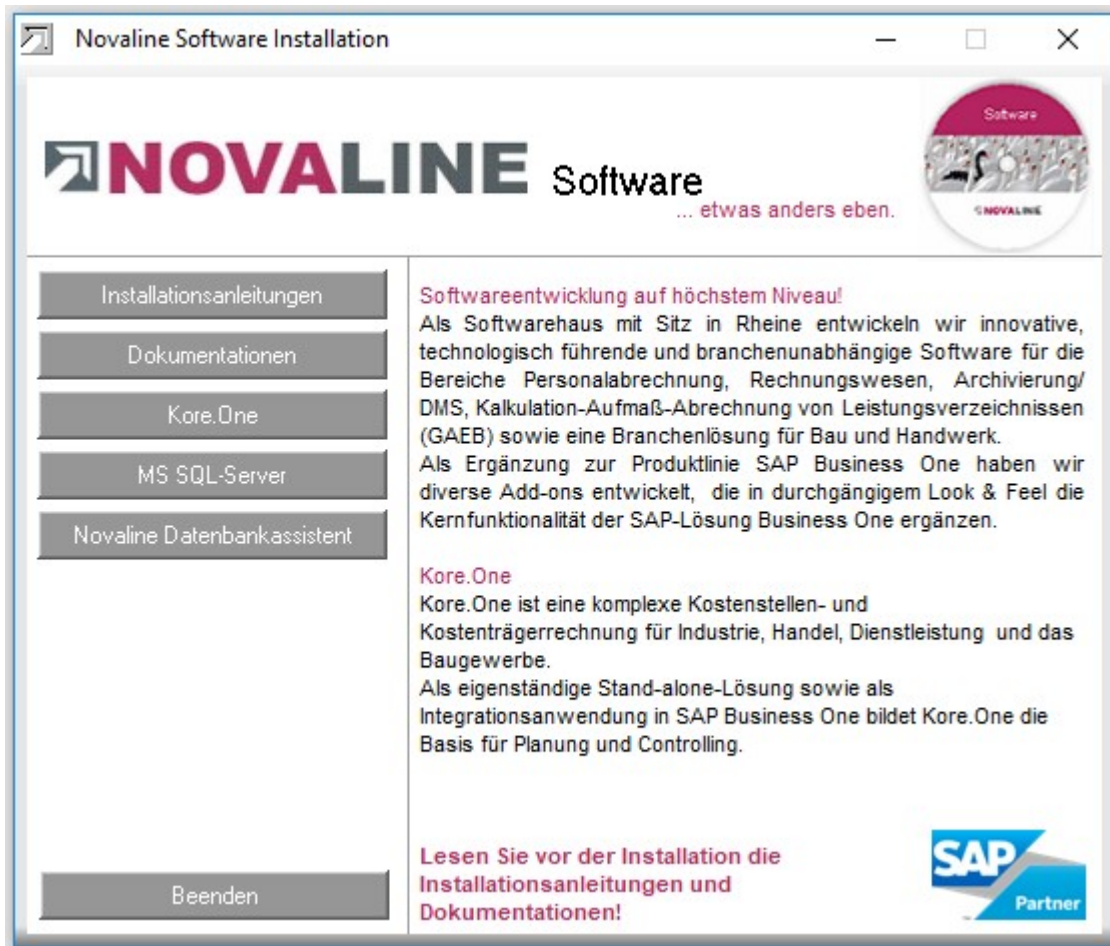 Novaline Software Installation
NOVALINE Software
... etwas anders eben.
Software
NOVALINE
Installationsanleitungen
Dokumentationen
Kore.One
MS SQL-Server
Novaline Datenbankassistent
Beenden
Softwareentwicklung auf höchstem Niveau!
Als Softwarehaus mit Sitz in Rheine entwickeln wir innovative,
technologisch führende und branchenunabhängige Software für die
Bereiche Personalabrechnung, Rechnungswesen, Archivierung/
DMS, Kalkulation-Aufmaß-Abrechnung von Leistungsverzeichnissen
(GAEB) sowie eine Branchenlösung für Bau und Handwerk.
Als Ergänzung zur Produktlinie SAP Business One haben wir
diverse Add-ons entwickelt, die in durchgängigem Look & Feel die
Kernfunktionalität der SAP-Lösung Business One ergänzen.
Kore.One
Kore.One ist eine komplexe Kostenstellen- und
Kostenträgerrechnung für Industrie, Handel, Dienstleistung und das
Baugewerbe.
Als eigenständige Stand-alone-Lösung sowie als
Integrationsanwendung in SAP Business One bildet Kore.One die
Basis für Planung und Controlling.
Lesen Sie vor der Installation die
Installationsanleitungen und
Dokumentationen!
SAP
Partner